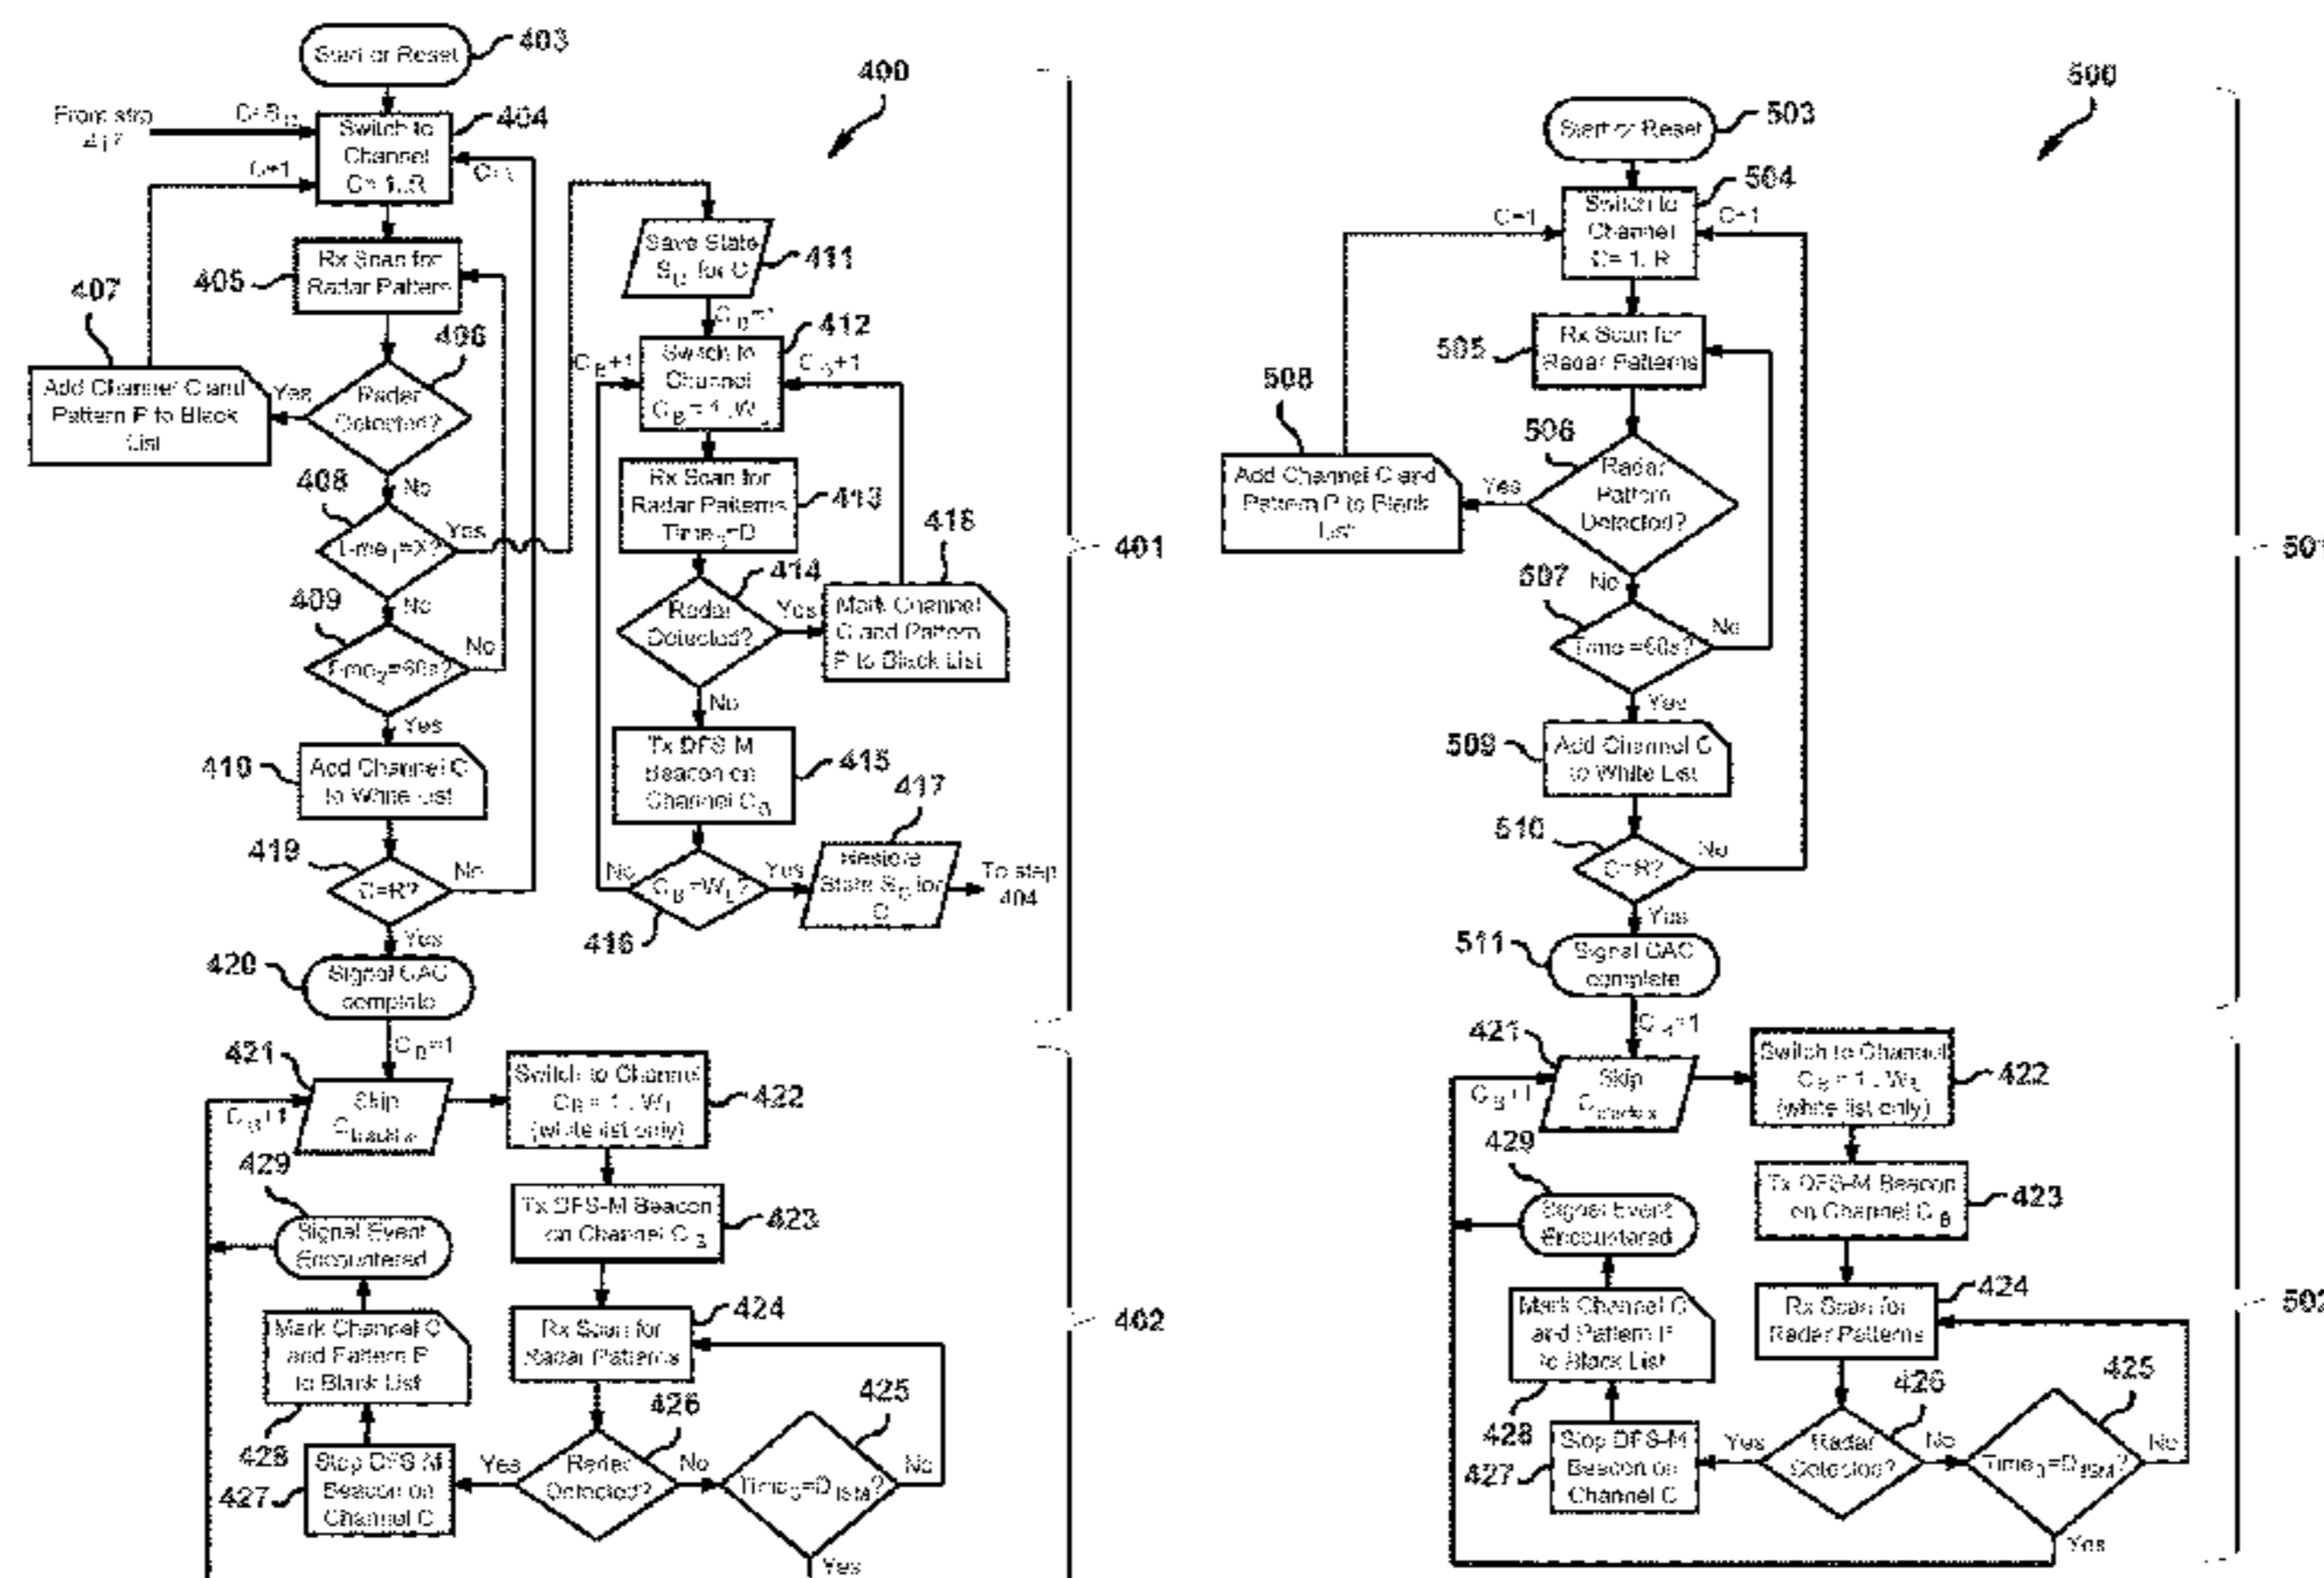 403
Start or Reset
400
From step
417
Switch to
Channel
C= 1..R
404
C+1
Rx Scan for
Radar Pattern
405
407
406
Add Channel C and
Pattern P to Black
List
Yes
Radar
Detected?
No
408
Yes
No
409
No
Yes
410
Add Channel C
to White List
419
C=R?
No
Yes
420
Signal CAC
complete
Save State
for C
411
412
Switch to
Channel
C B +1
Rx Scan for
Radar Patterns
413
414
Radar
Detected?
Yes
418
Mark Channel
C and Pattern
P to Black List
No
Tx DFS-M
Beacon on
Channel
415
417
No
Yes
416
Restore
State
for
C
To step
404
401
421
Skip
Switch to Channel
(white list only)
422
429
Signal Event
Encountered
Tx DFS-M Beacon
on Channel C
423
Mark Channel C
and Pattern P
to Black List
428
Rx Scan for
Radar Patterns
424
425
426
Stop DFS-M
Beacon on
Channel C
427
Yes
Radar
Detected?
No
No
Yes
402
500
Start or Reset
503
Switch to
Channel
C= 1..R
504
C+1
C+1
Rx Scan for
Radar Patterns
505
508
506
Add Channel C and
Pattern P to Black
List
Yes
Radar
Pattern
Detected?
No
507
Time =60s?
No
Yes
509
Add Channel C
to White List
510
C=R?
No
Yes
511
Signal CAC
complete
421
Skip
Switch to Channel
(white list only)
422
429
Signal Event
Encountered
Tx DFS-M Beacon
on Channel C B
423
Mark Channel C
and Pattern P
to Black List
428
Rx Scan for
Radar Patterns
424
425
426
Stop DFS-M
Beacon on
Channel C
427
Yes
Radar
Detected?
No
No
Yes